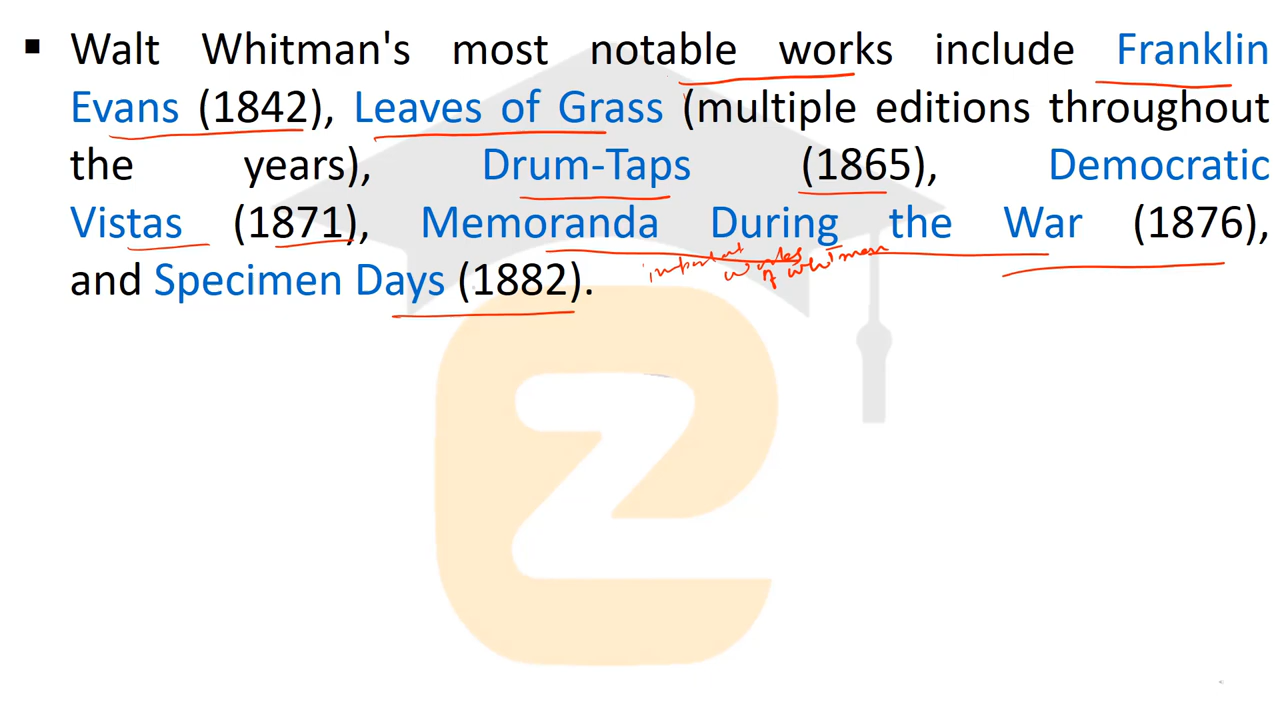 ▪ Walt Whitman's most notable works include Franklin
Evans (1842), Leaves of Grass (multiple editions throughout
the years), Drum-Taps (1865), Democratic
Vistas (1871), Memoranda During the War (1876),
important works of whitman
and Specimen Days (1882).